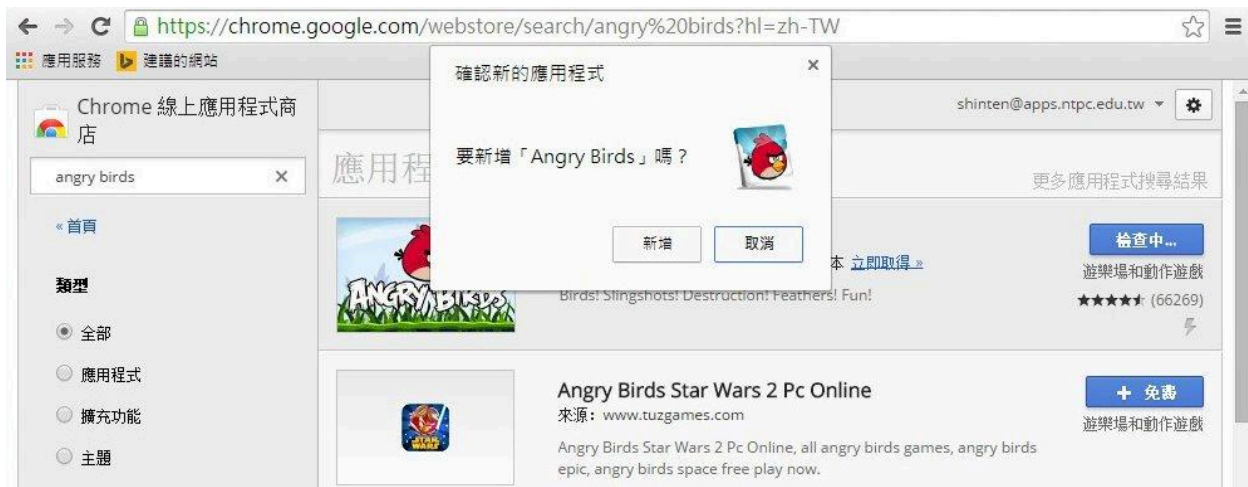 https://chrome.google.com/webstore/search/angry%20birds?hl=zh-TW
應用服務 建議的網站
Chrome 線上應用程式商
店
angry birds
«首頁
類型
全部
應用程式
擴充功能
主題
確認新的應用程式
要新增「Angry Birds」嗎？
新增 取消
shinten@apps.ntpc.edu.tw
應用程
更多應用程式搜尋結果
ANGRY BIRDS
本 立即取得 »
Birds! Slingshots! Destruction! Feathers! Fun!
檢查中...
遊樂場和動作遊戲
(66269)
STAR WARS
Angry Birds Star Wars 2 Pc Online
來源：www.tuzgames.com
Angry Birds Star Wars 2 Pc Online, all angry birds games, angry birds
epic, angry birds space free play now.
+ 免費
遊樂場和動作遊戲